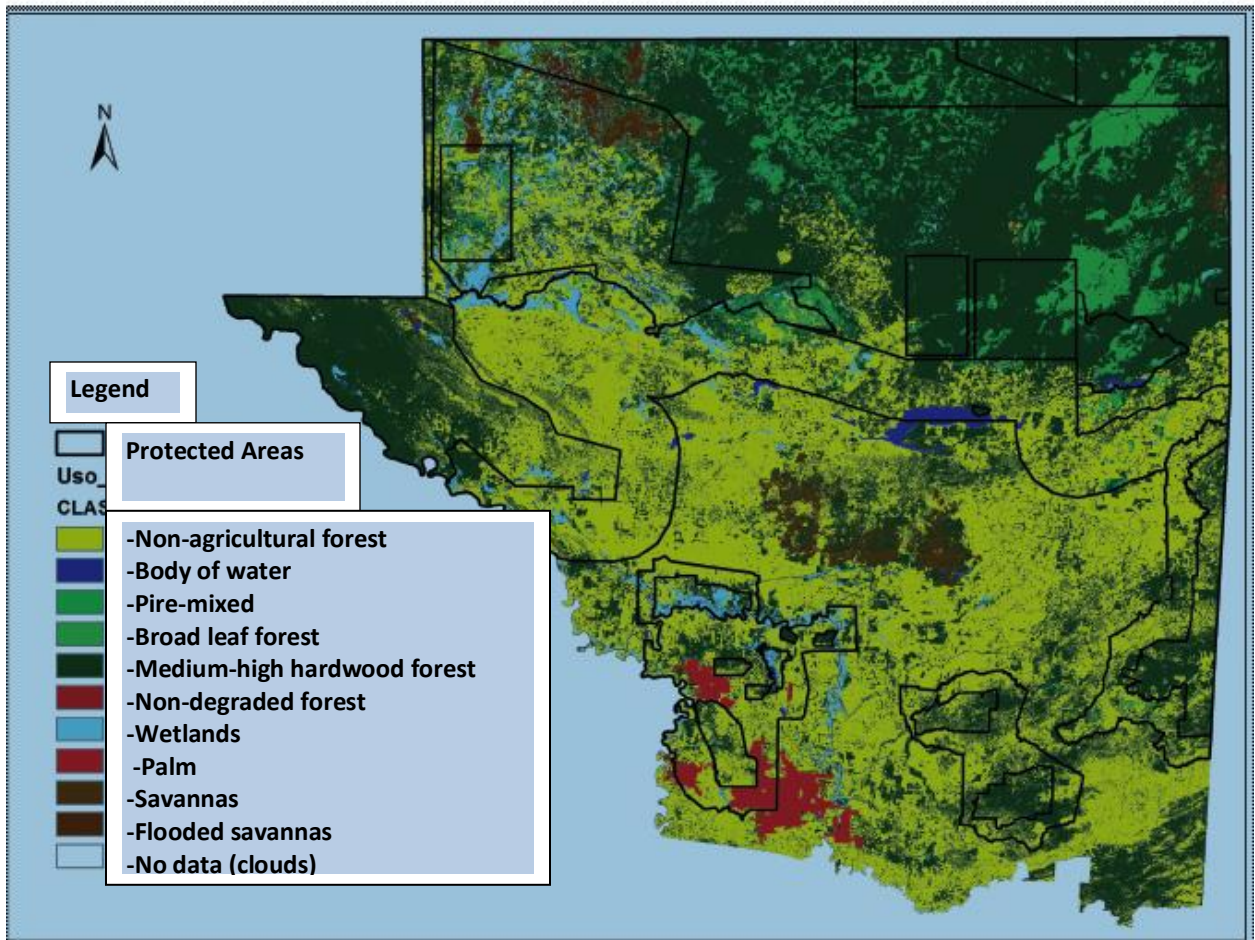 N
Legend
Protected Areas
Uso_
CLAS
-Non-agricultural forest
-Body of water
-Pire-mixed
-Broad leaf forest
-Medium-high hardwood forest
-Non-degraded forest
-Wetlands
-Palm
-Savannas
-Flooded savannas
-No data (clouds)